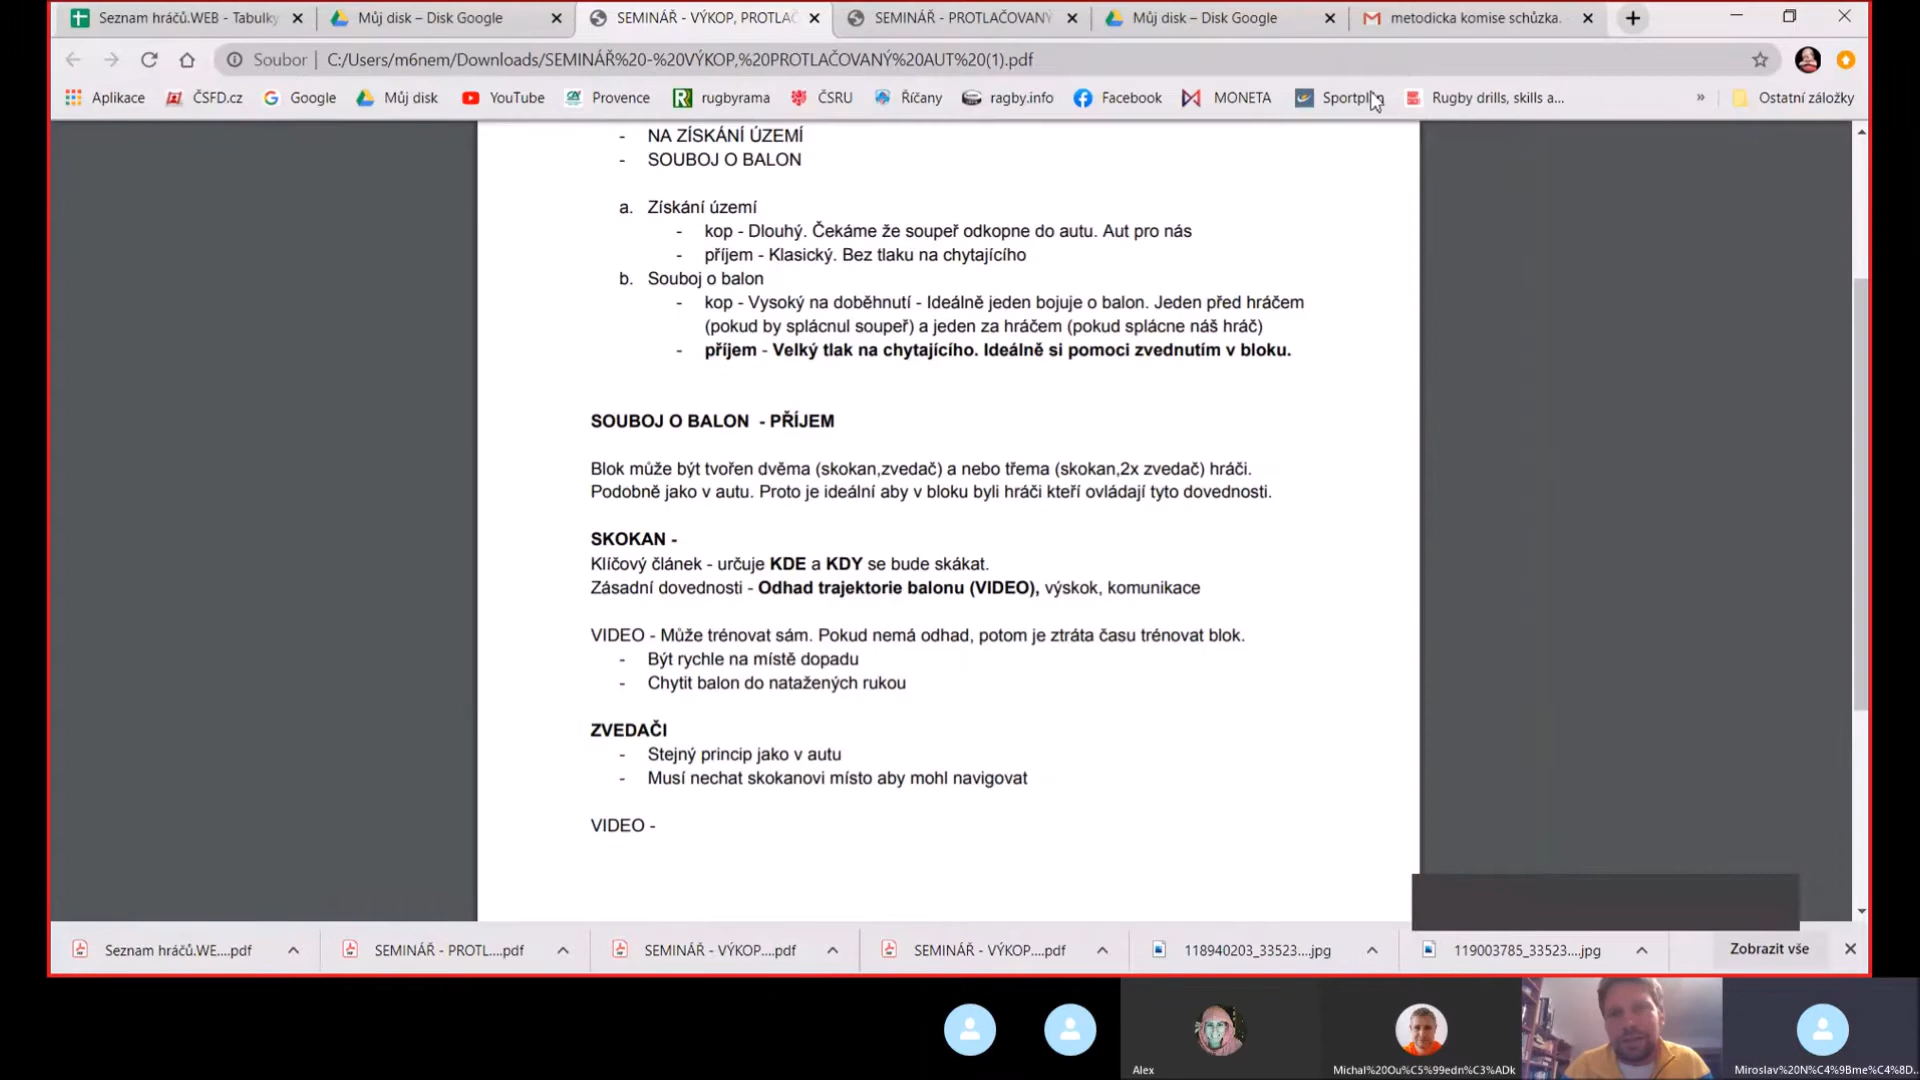 Seznam hráčů.WEB - Tabulky
Můj disk – Disk Google
SEMINÁŘ - VÝKOP, PROTLAČ
SEMINÁŘ - PROTLAČOVANÝ
Můj disk – Disk Google
metodicka komise schůzka.
Soubor
C:/Users/m6nem/Downloads/SEMINÁŘ%20-%20VÝKOP,%20PROTLAČOVANÝ%20AUT%20(1).pdf
Aplikace
ČSFD.cz
Google
Můj disk
YouTube
Provence
rugbyrama
ČSRU
Říčany
ragby.info
Facebook
MONETA
Sportplan
Rugby drills, skills a...
»
Ostatní záložky
- NA ZÍSKÁNÍ ÚZEMÍ
- SOUBOJ O BALON
a. Získání území
- kop - Dlouhý. Čekáme že soupeř odkopne do autu. Aut pro nás
- příjem - Klasický. Bez tlaku na chytajícího
b. Souboj o balon
- kop - Vysoký na doběhnutí - Ideálně jeden bojuje o balon. Jeden před hráčem
(pokud by splácnul soupeř) a jeden za hráčem (pokud splácne náš hráč)
- příjem - Velký tlak na chytajícího. Ideálně si pomoci zvednutím v bloku.
SOUBOJ O BALON - PŘÍJEM
Blok může být tvořen dvěma (skokan,zvedač) a nebo třema (skokan,2x zvedač) hráči.
Podobně jako v autu. Proto je ideální aby v bloku byli hráči kteří ovládají tyto dovednosti.
SKOKAN -
Klíčový článek - určuje KDE a KDY se bude skákat.
Zásadní dovednosti - Odhad trajektorie balonu (VIDEO), výskok, komunikace
VIDEO - Může trénovat sám. Pokud nemá odhad, potom je ztráta času trénovat blok.
- Být rychle na místě dopadu
- Chytit balon do natažených rukou
ZVEDAČI
- Stejný princip jako v autu
- Musí nechat skokanovi místo aby mohl navigovat
VIDEO -
Seznam hráčů.WE....pdf
SEMINÁŘ - PROTL....pdf
SEMINÁŘ - VÝKOP....pdf
SEMINÁŘ - VÝKOP....pdf
118940203_33523....jpg
119003785_33523....jpg
Zobrazit vše
Alex
Michal%20Ou%C5%99edn%C3%ADk
Miroslav%20N%C4%9Bme%C4%8D...